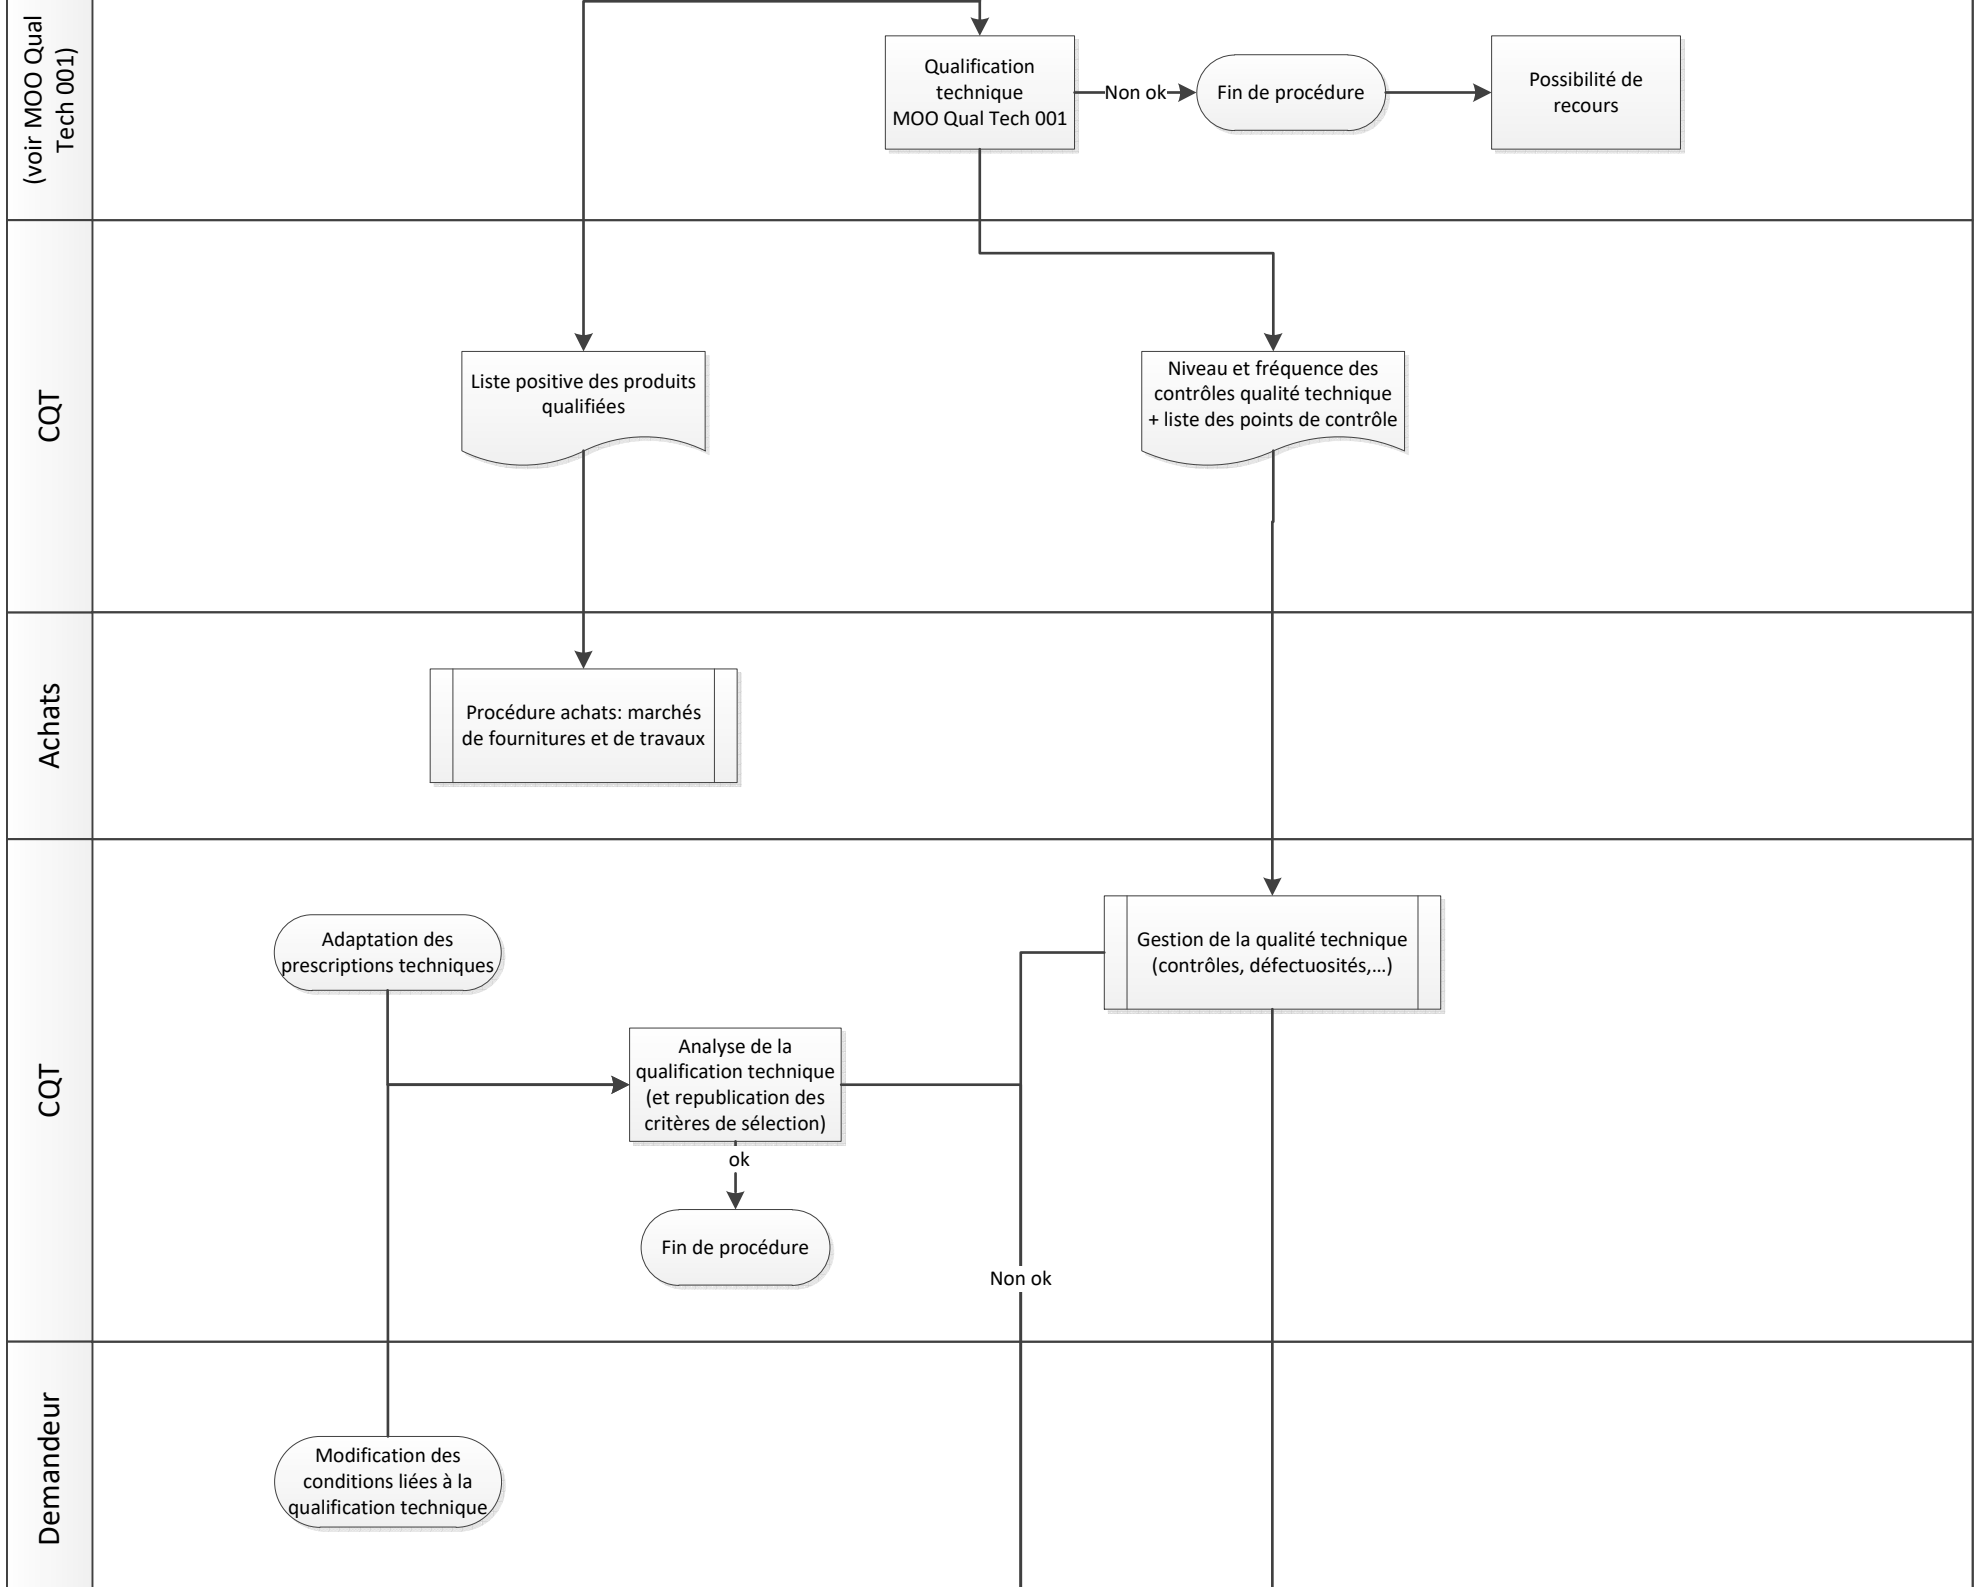 (voir MOO Qual
Tech 001)
Qualification
technique
MOO Qual Tech 001
Non ok
Fin de procédure
Possibilité de
recours
CQT
Liste positive des produits
qualifiées
Niveau et fréquence des
contrôles qualité technique
+ liste des points de contrôle
Achats
Procédure achats: marchés
de fournitures et de travaux
CQT
Adaptation des
prescriptions techniques
Gestion de la qualité technique
(contrôles, défectuosités,...)
Analyse de la
qualification technique
(et republication des
critères de sélection)
ok
Fin de procédure
Non ok
Demandeur
Modification des
conditions liées à la
qualification technique